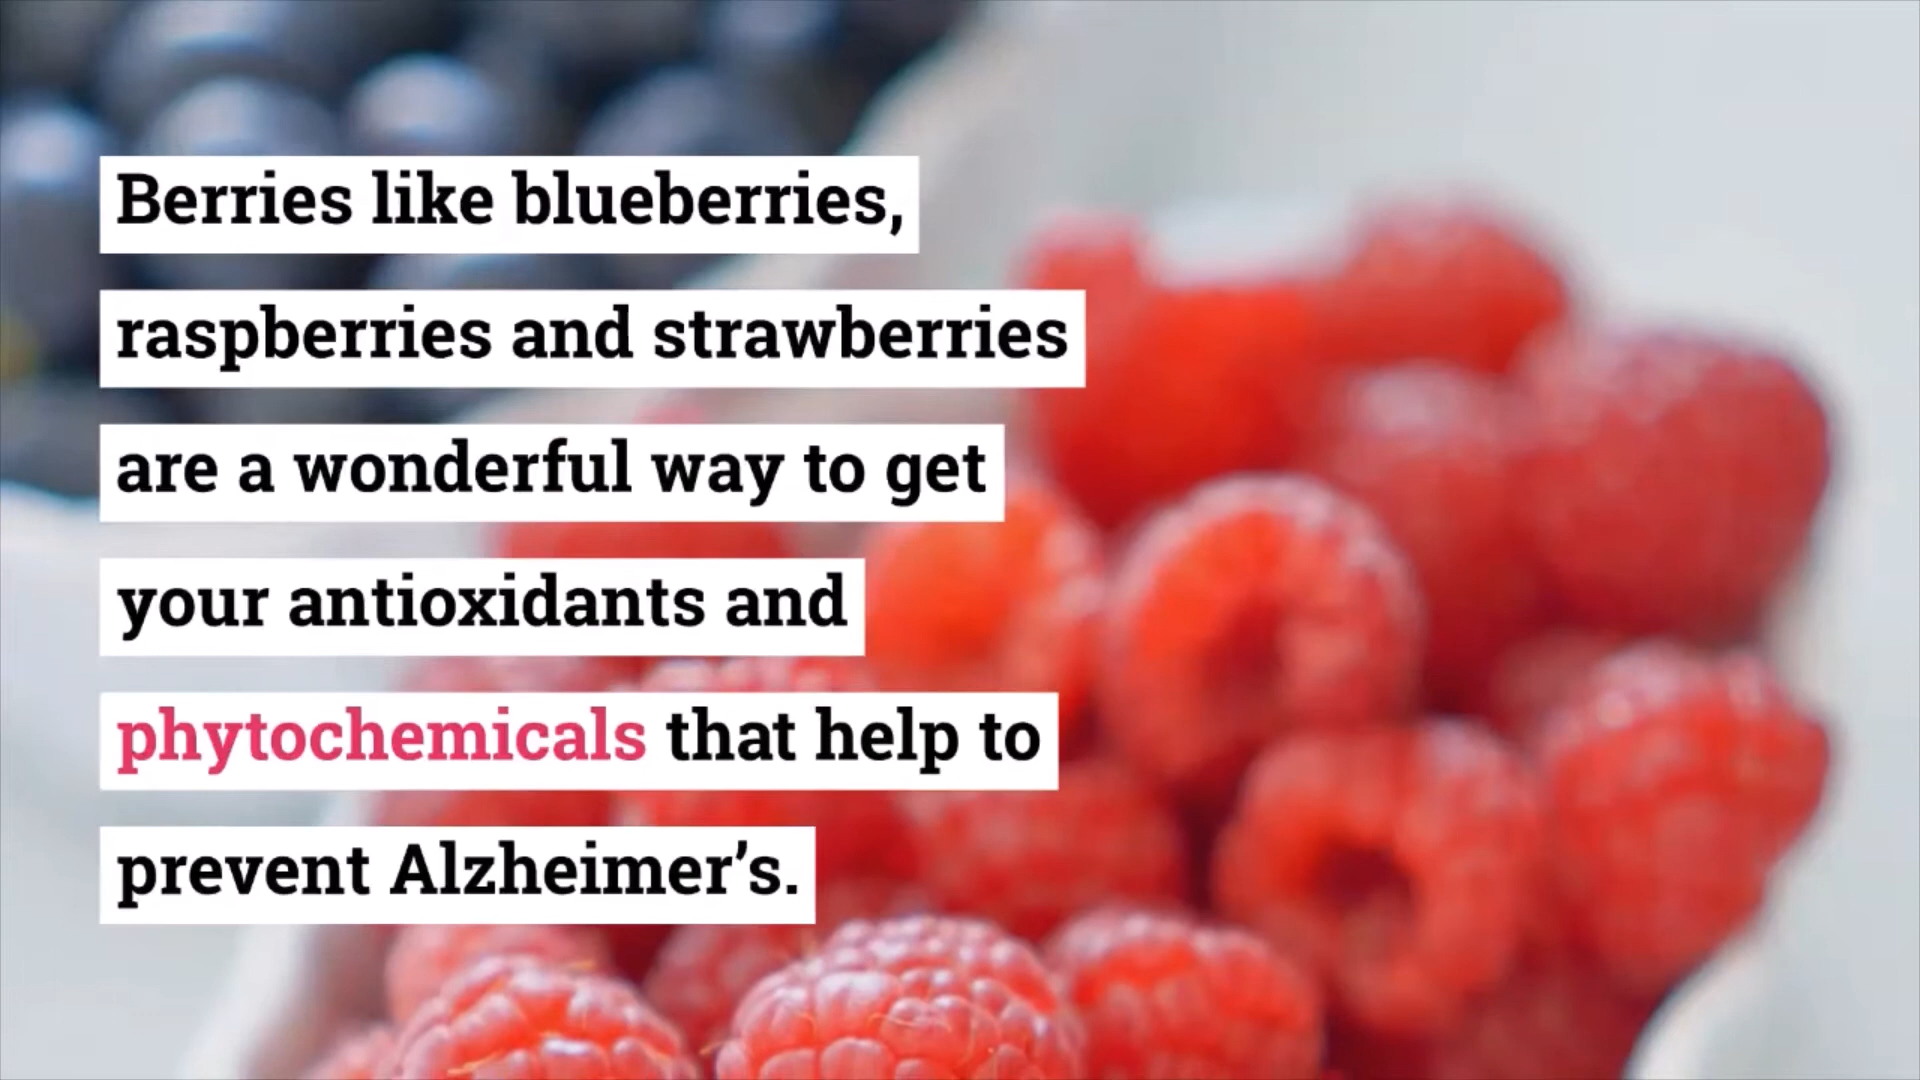 Berries like blueberries,
raspberries and strawberries
are a wonderful way to get
your antioxidants and
phytochemicals that help to
prevent Alzheimer’s.